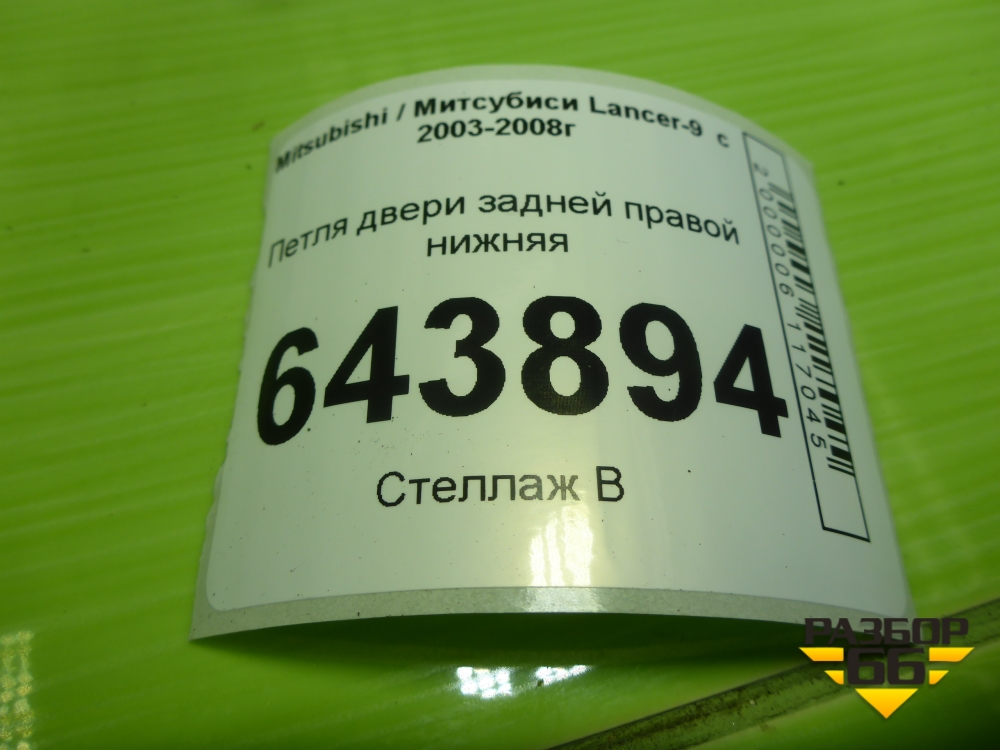 Mitsubishi / Митсубиси Lancer-9 с
2003-2008г
Петля двери задней правой
нижняя
643894
Стеллаж В
2000006117045
РАЗБОР
66